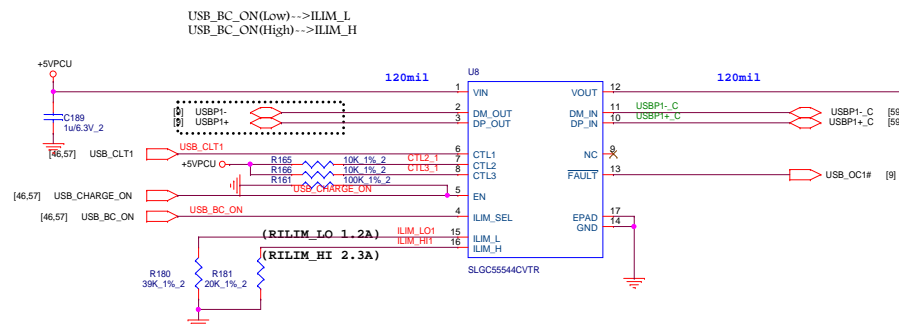 USB_BC_ON(Low)-->ILIM_L
USB_BC_ON(High)-->ILIM_H
+5VPCU
120mil
U8
120mil
1 VIN VOUT 12
C189
1u/6.3V_2
USBP1- 2 DM_OUT DM_IN 11 USBP1-_C USBP1-_C [59
USBP1+ 3 DP_OUT DP_IN 10 USBP1+_C USBP1+_C [59
[46,57] USB_CLT1 USB_CLT1 6 CTL1 NC 9
+5VPCU R165 10K_1%_2 CTL2_1 7 CTL2
R166 10K_1%_2 CTL3_1 8 CTL3 FAULT 13 USB_OC1# [9]
R161 100K_1%_2
[46,57] USB_CHARGE_ON USB_CHARGE_ON 5 EN
[46,57] USB_BC_ON USB_BC_ON 4 ILIM_SEL EPAD 17
GND 14
(RILIM_LO 1.2A) ILIM_LO1 15 ILIM_L
(RILIM_HI 2.3A) ILIM_HI1 16 ILIM_H
SLGC55544CVTR
R180 R181
39K_1%_2 20K_1%_2